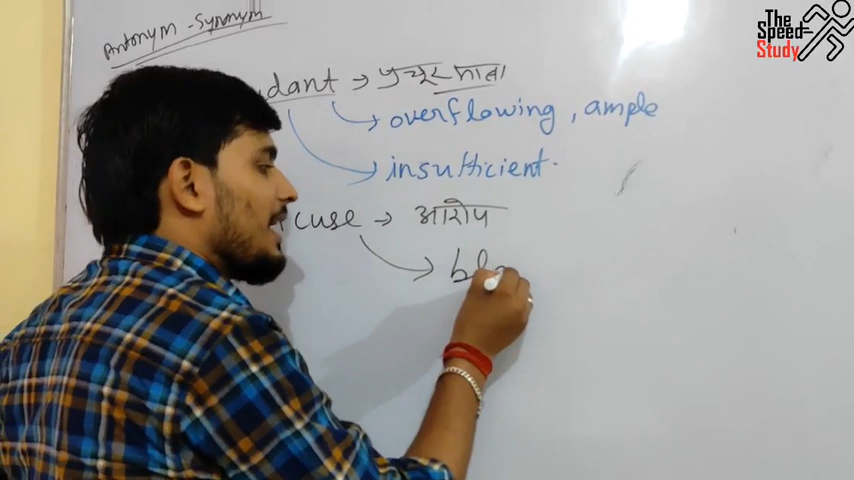 Antonym - Synonym
The Speed Study
dant → प्रचूर मात्रा
overflowing, ample
insufficient.
cuse → आरोप
bl